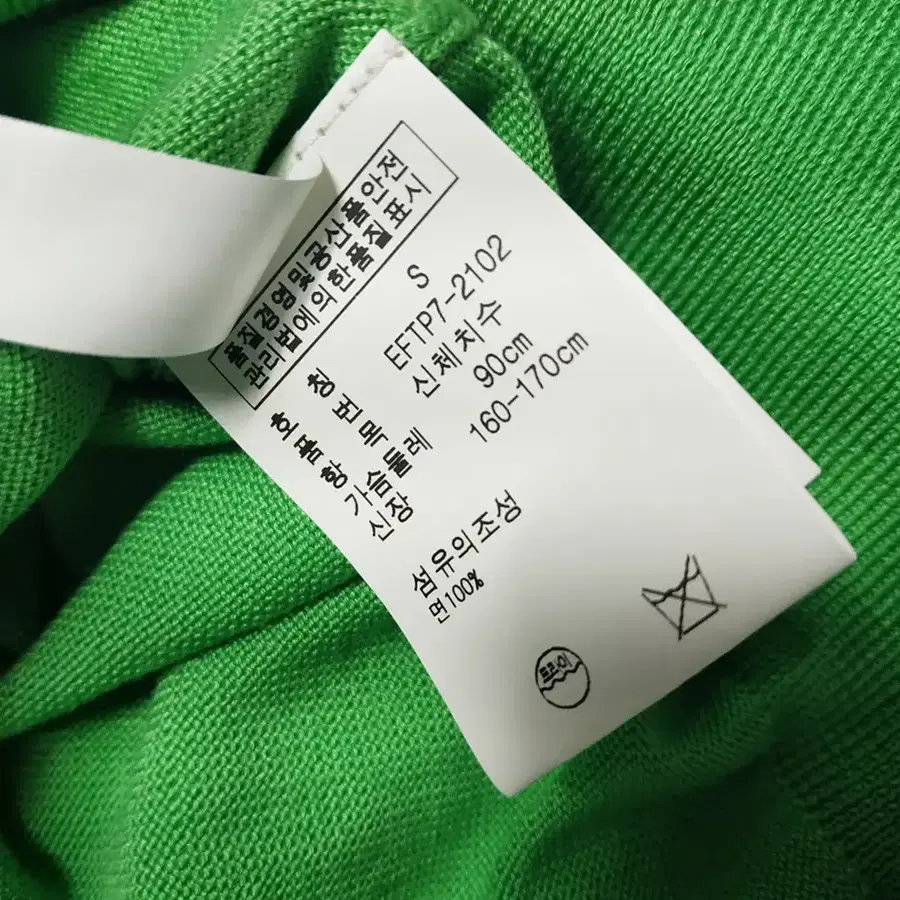 품질경영및공산품안전
관리법에의한품질표시
호 칭 S
품 번 EFTP7-2102
항 목 신체치수
가슴둘레 90cm
신장 160-170cm
섬유의조성
면100%
드라이